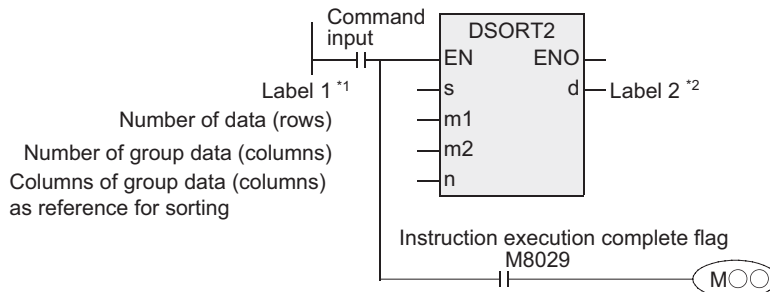 Command
input
DSORT2
EN ENO
Label 1 *1 s d Label 2 *2
Number of data (rows) m1
Number of group data (columns) m2
Columns of group data (columns) n
as reference for sorting
Instruction execution complete flag
M8029
M○○